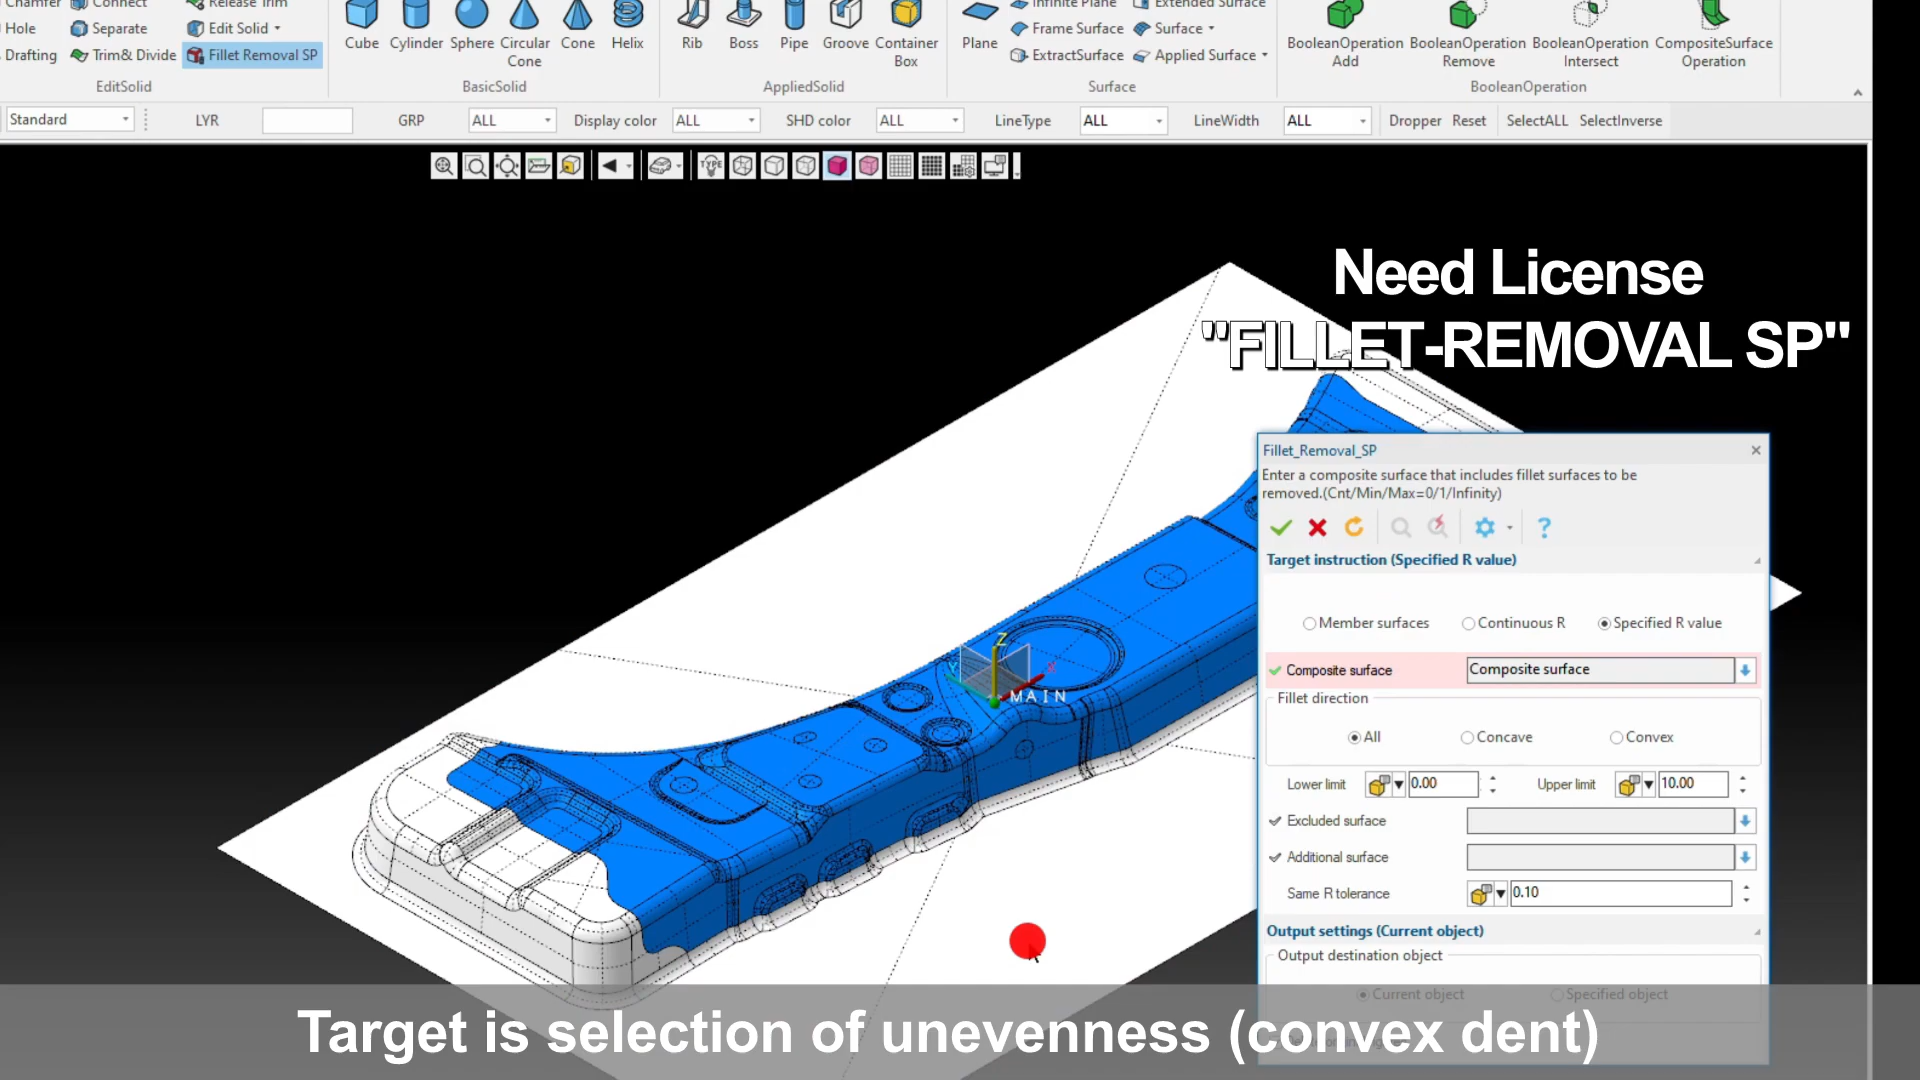 Chamfer Connect Release Trim
Hole Separate Edit Solid
Drafting Trim& Divide Fillet Removal SP
EditSolid
Cube Cylinder Sphere Circular Cone Cone Helix
BasicSolid
Rib Boss Pipe Groove Container Box
AppliedSolid
Plane
Infinite Plane Extended Surface
Frame Surface Surface
ExtractSurface Applied Surface
Surface
BooleanOperation Add BooleanOperation Remove BooleanOperation Intersect CompositeSurface Operation
BooleanOperation
Standard LYR GRP ALL Display color ALL SHD color ALL LineType ALL LineWidth ALL Dropper Reset SelectALL SelectInverse
TYPE
Need License
"FILLET-REMOVAL SP"
Z
Y
X
MAIN
Fillet_Removal_SP
Enter a composite surface that includes fillet surfaces to be
removed.(Cnt/Min/Max=0/1/Infinity)
?
Target instruction (Specified R value)
Member surfaces Continuous R Specified R value
Composite surface Composite surface
Fillet direction
All Concave Convex
Lower limit 0.00 Upper limit 10.00
Excluded surface
Additional surface
Same R tolerance 0.10
Output settings (Current object)
Output destination object
Current object Specified object
Target is selection of unevenness (convex dent)